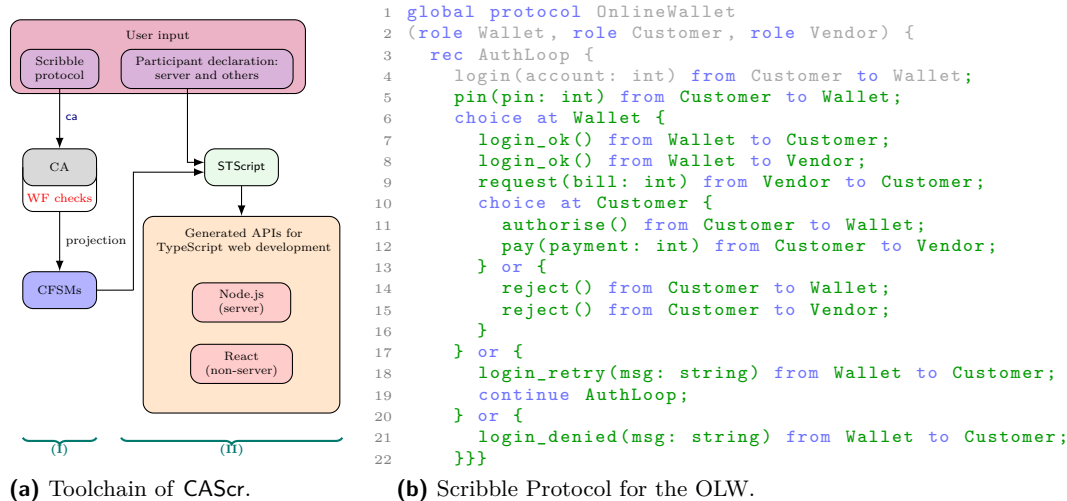 User input
Scribble
protocol
Participant declaration:
server and others
ca
CA
WF checks
STScript
projection
CFSMs
Generated APIs for
TypeScript web development
Node.js
(server)
React
(non-server)
(I)
(II)
(a) Toolchain of CAScr.
1 global protocol OnlineWallet
2 (role Wallet, role Customer, role Vendor) {
3 rec AuthLoop {
4 login(account: int) from Customer to Wallet;
5 pin(pin: int) from Customer to Wallet;
6 choice at Wallet {
7 login_ok() from Wallet to Customer;
8 login_ok() from Wallet to Vendor;
9 request(bill: int) from Vendor to Customer;
10 choice at Customer {
11 authorise() from Customer to Wallet;
12 pay(payment: int) from Customer to Vendor;
13 } or {
14 reject() from Customer to Wallet;
15 reject() from Customer to Vendor;
16 }
17 } or {
18 login_retry(msg: string) from Wallet to Customer;
19 continue AuthLoop;
20 } or {
21 login_denied(msg: string) from Wallet to Customer;
22 }}}
(b) Scribble Protocol for the OLW.